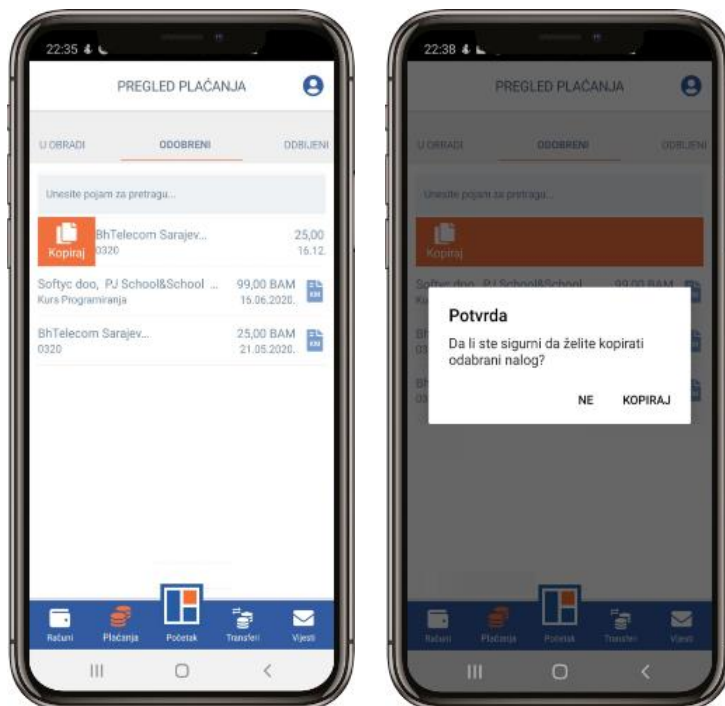 22:35
PREGLED PLAĆANJA
U OBRADI ODOBRENI ODBIJENI
Unesite pojam za pretragu...
Kopiraj
BhTelecom Sarajev... 25,00
0320 16.12.
Softyc doo, PJ School&School ... 99,00 BAM
Kurs Programiranja 15.06.2020.
KM
BhTelecom Sarajev... 25,00 BAM
0320 21.05.2020.
KM
Računi Plaćanja Početak Transferi Vijesti
22:38
PREGLED PLAĆANJA
U OBRADI ODOBRENI ODBIJENI
Unesite pojam za pretragu...
Kopiraj
Softyc doo, PJ School&School ... 99,00 BAM
Potvrda
Da li ste sigurni da želite kopirati
odabrani nalog?
NE KOPIRAJ
Računi Plaćanja Početak Transferi Vijesti